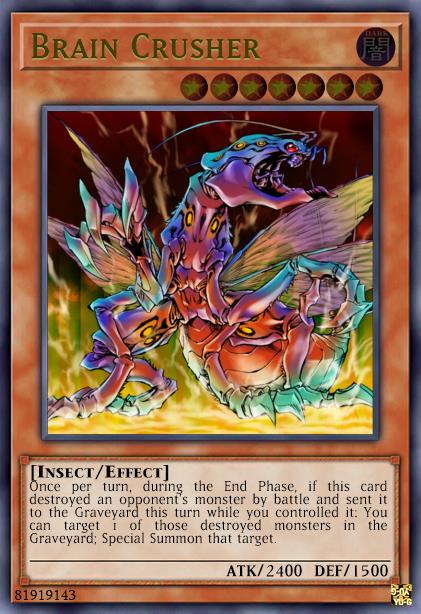 BRAIN CRUSHER
DARK
闇
[INSECT/EFFECT]
Once per turn, during the End Phase, if this card
destroyed an opponent's monster by battle and sent it
to the Graveyard this turn while you controlled it: You
can target 1 of those destroyed monsters in the
Graveyard; Special Summon that target.
ATK/2400 DEF/1500
81919143